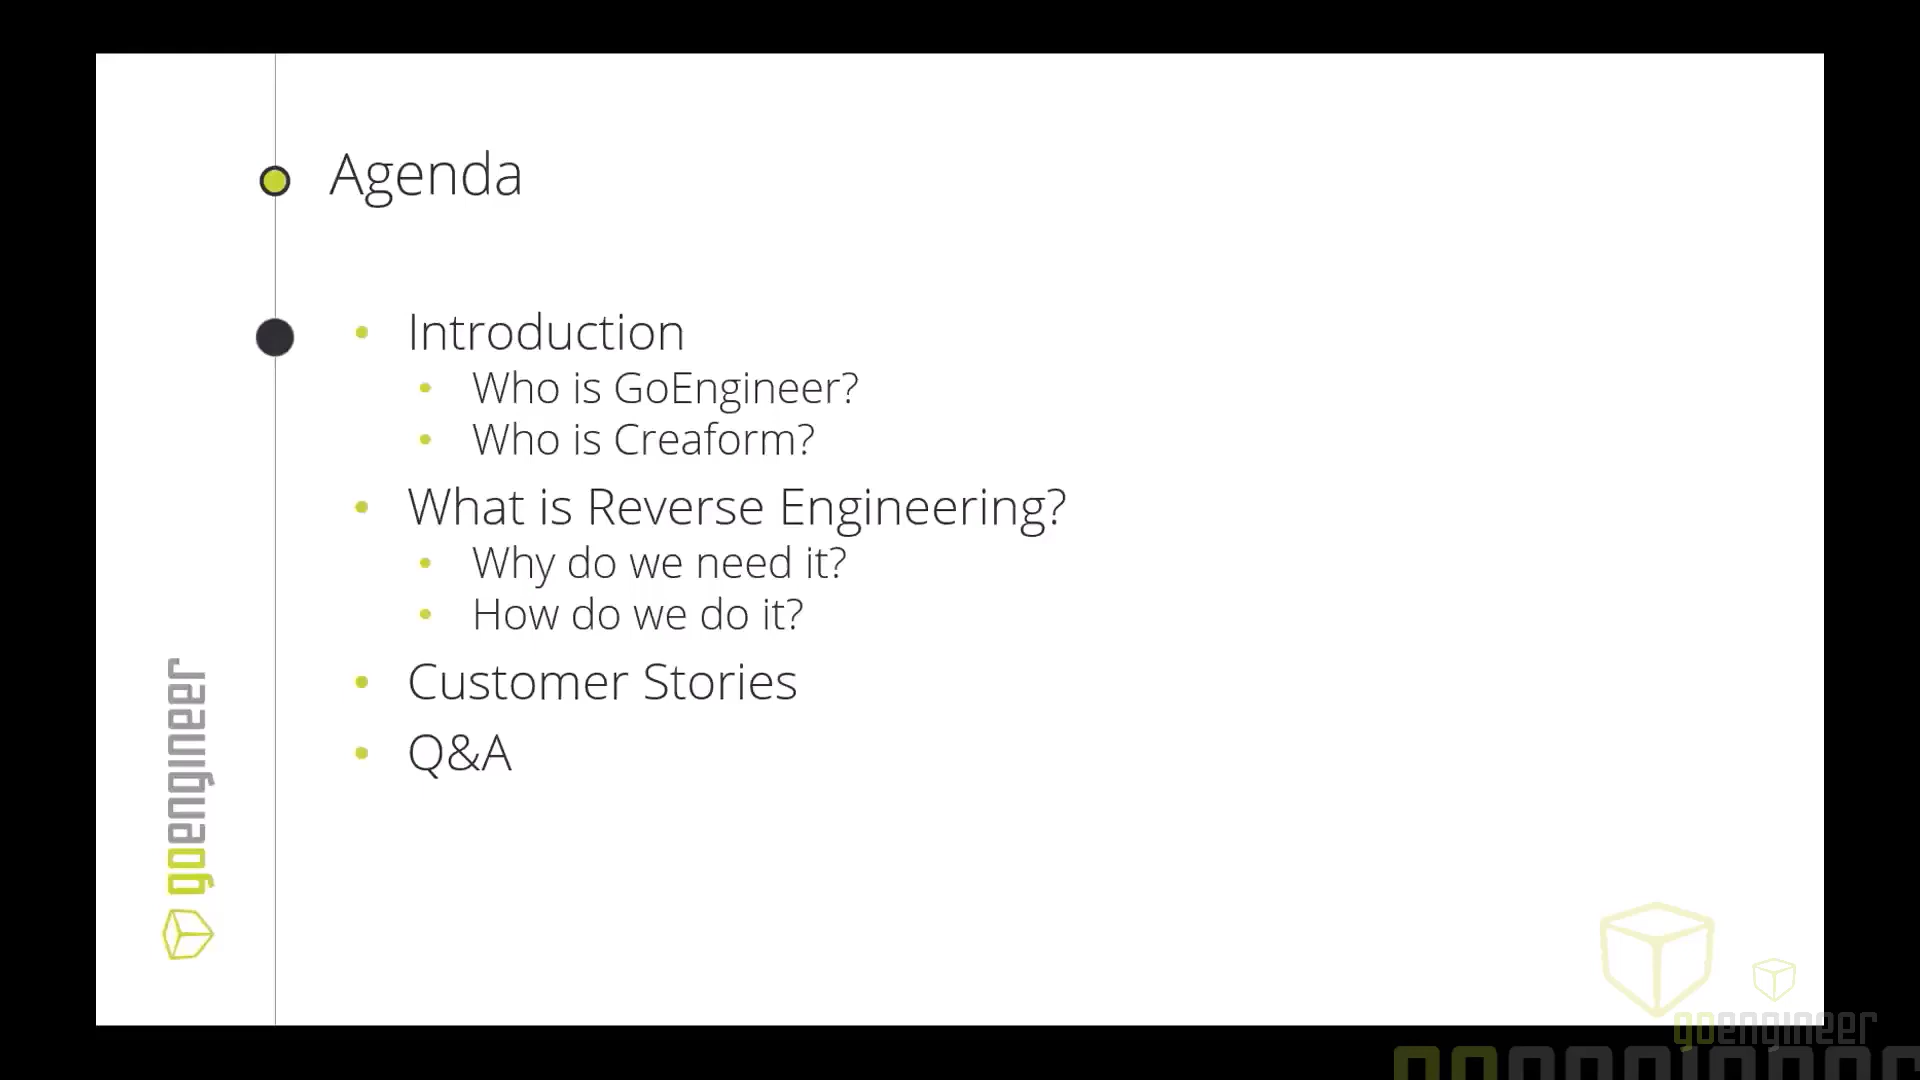 Agenda
Introduction
Who is GoEngineer?
Who is Creaform?
What is Reverse Engineering?
Why do we need it?
How do we do it?
Customer Stories
Q&A
goengineer
goengineer
goengineer